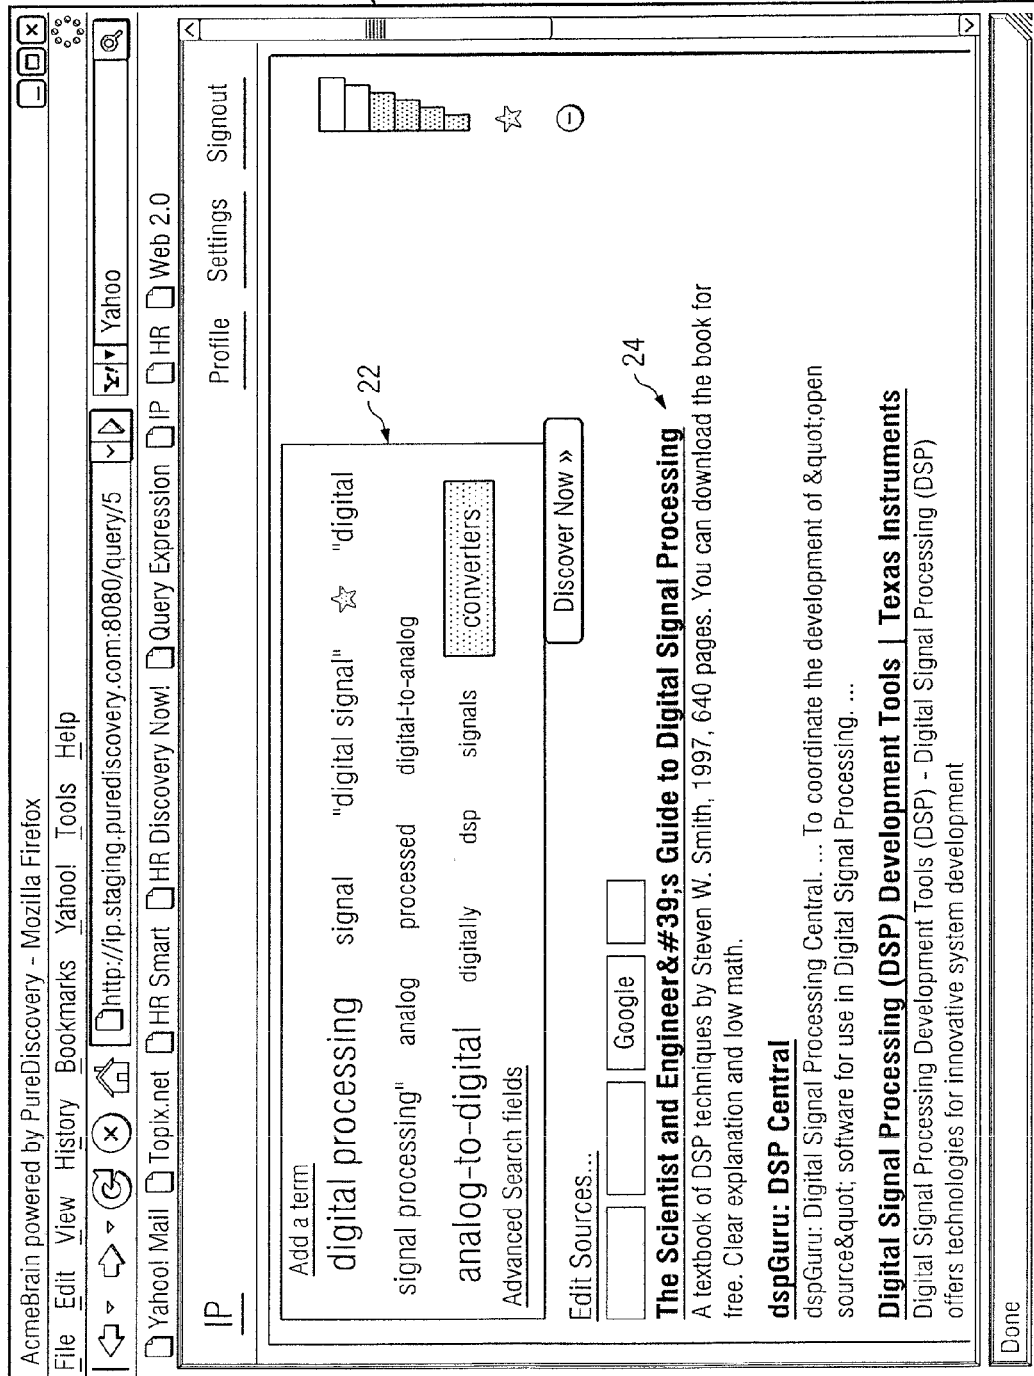 AcmeBrain powered by PureDiscovery - Mozilla Firefox
File Edit View History Bookmarks Yahoo! Tools Help
http://ip.staging.purediscovery.com:8080/query/5 Yahoo
Yahoo! Mail Topix.net HR Smart HR Discovery Now! Query Expression IP HR Web 2.0
IP Profile Settings Signout
Add a term
digital processing signal "digital signal" "digital
signal processing" analog processed digital-to-analog
analog-to-digital digitally dsp signals converters
Advanced Search fields
22
Discover Now »
Edit Sources...
Google
24
The Scientist and Engineer&#39;s Guide to Digital Signal Processing
A textbook of DSP techniques by Steven W. Smith, 1997, 640 pages. You can download the book for
free. Clear explanation and low math.
dspGuru: DSP Central
dspGuru: Digital Signal Processing Central. ... To coordinate the development of &quot;open
source&quot; software for use in Digital Signal Processing. ...
Digital Signal Processing (DSP) Development Tools | Texas Instruments
Digital Signal Processing Development Tools (DSP) - Digital Signal Processing (DSP)
offers technologies for innovative system development
Done